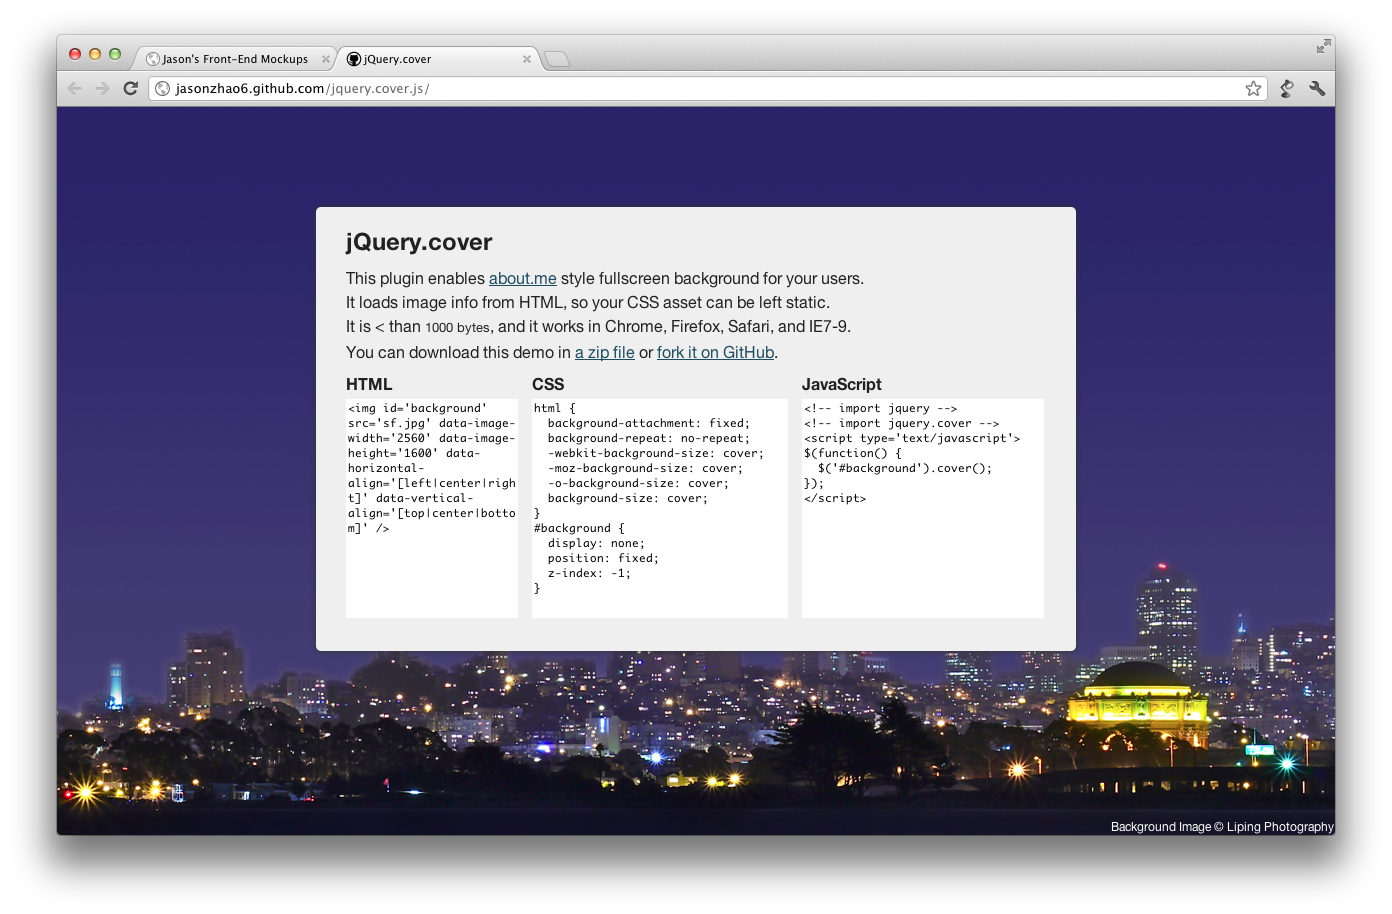 Jason's Front-End Mockups
jQuery.cover
jasonzhao6.github.com/jquery.cover.js/
jQuery.cover
This plugin enables about.me style fullscreen background for your users.
It loads image info from HTML, so your CSS asset can be left static.
It is < than 1000 bytes, and it works in Chrome, Firefox, Safari, and IE7-9.
You can download this demo in a zip file or fork it on GitHub.
HTML
<img id='background'
src='sf.jpg' data-image-
width='2560' data-image-
height='1600' data-
horizontal-
align='[left|center|righ
t]' data-vertical-
align='[top|center|botto
m]' />
CSS
html {
  background-attachment: fixed;
  background-repeat: no-repeat;
  -webkit-background-size: cover;
  -moz-background-size: cover;
  -o-background-size: cover;
  background-size: cover;
}
#background {
  display: none;
  position: fixed;
  z-index: -1;
}
JavaScript
<!-- import jquery -->
<!-- import jquery.cover -->
<script type='text/javascript'>
$(function() {
  $('#background').cover();
});
</script>
Background Image © Liping Photography